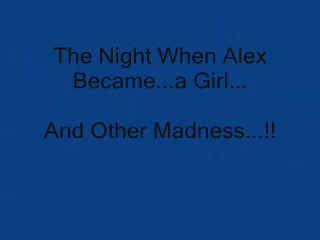 The Night When Alex
Became...a Girl...
And Other Madness...!!